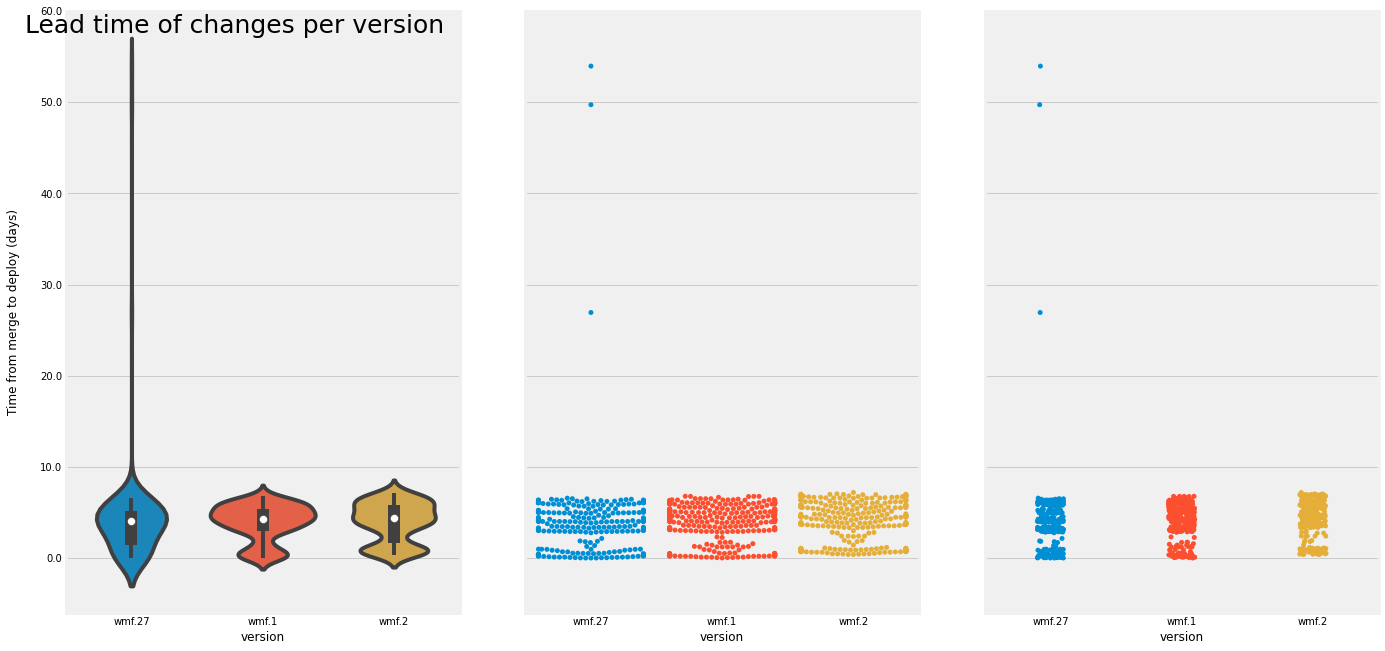 Lead time of changes per version
Time from merge to deploy (days)
60.0
50.0
40.0
30.0
20.0
10.0
0.0
wmf.27 wmf.1 wmf.2
version
wmf.27 wmf.1 wmf.2
version
wmf.27 wmf.1 wmf.2
version